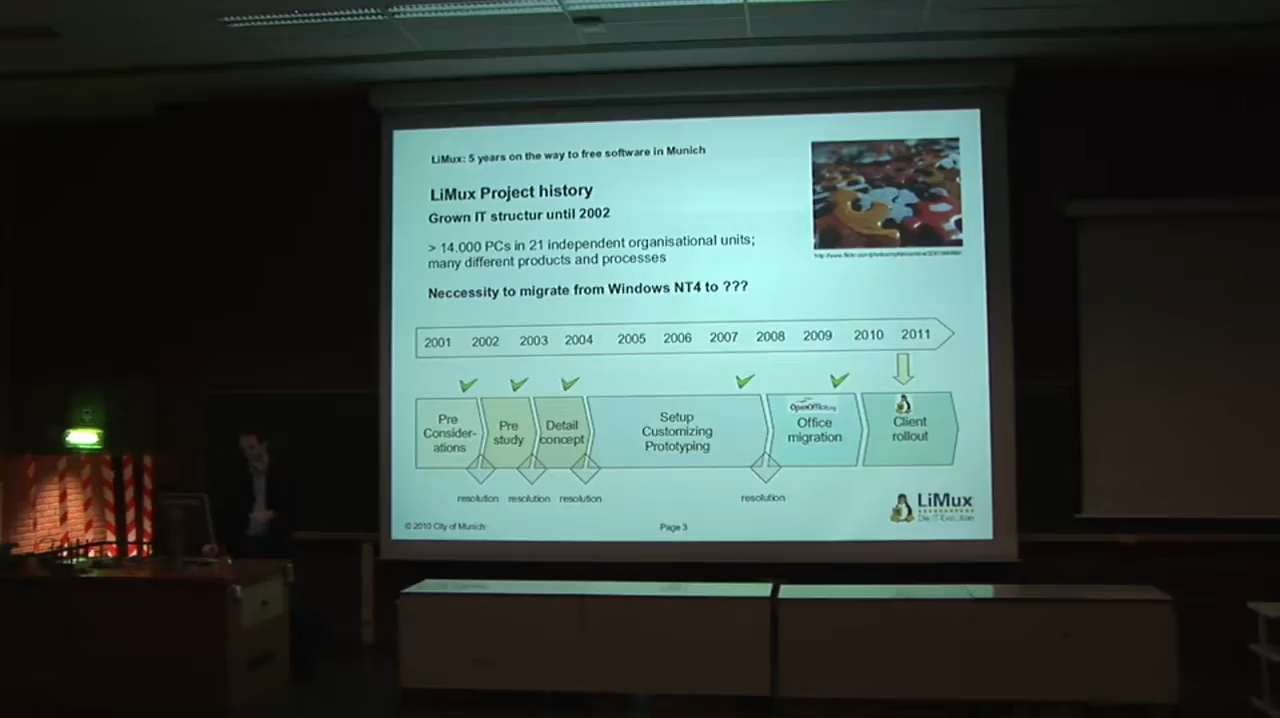 LiMux: 5 years on the way to free software in Munich
LiMux Project history
Grown IT structur until 2002
> 14.000 PCs in 21 independent organisational units;
many different products and processes
Neccessity to migrate from Windows NT4 to ???
2001 2002 2003 2004 2005 2006 2007 2008 2009 2010 2011
Pre
Consider-
ations
Pre
study
Detail
concept
Setup
Customizing
Prototyping
OpenOffice.org
Office
migration
Client
rollout
resolution resolution resolution resolution
LiMux
Die IT-Evolution
© 2010 City of Munich
Page 3